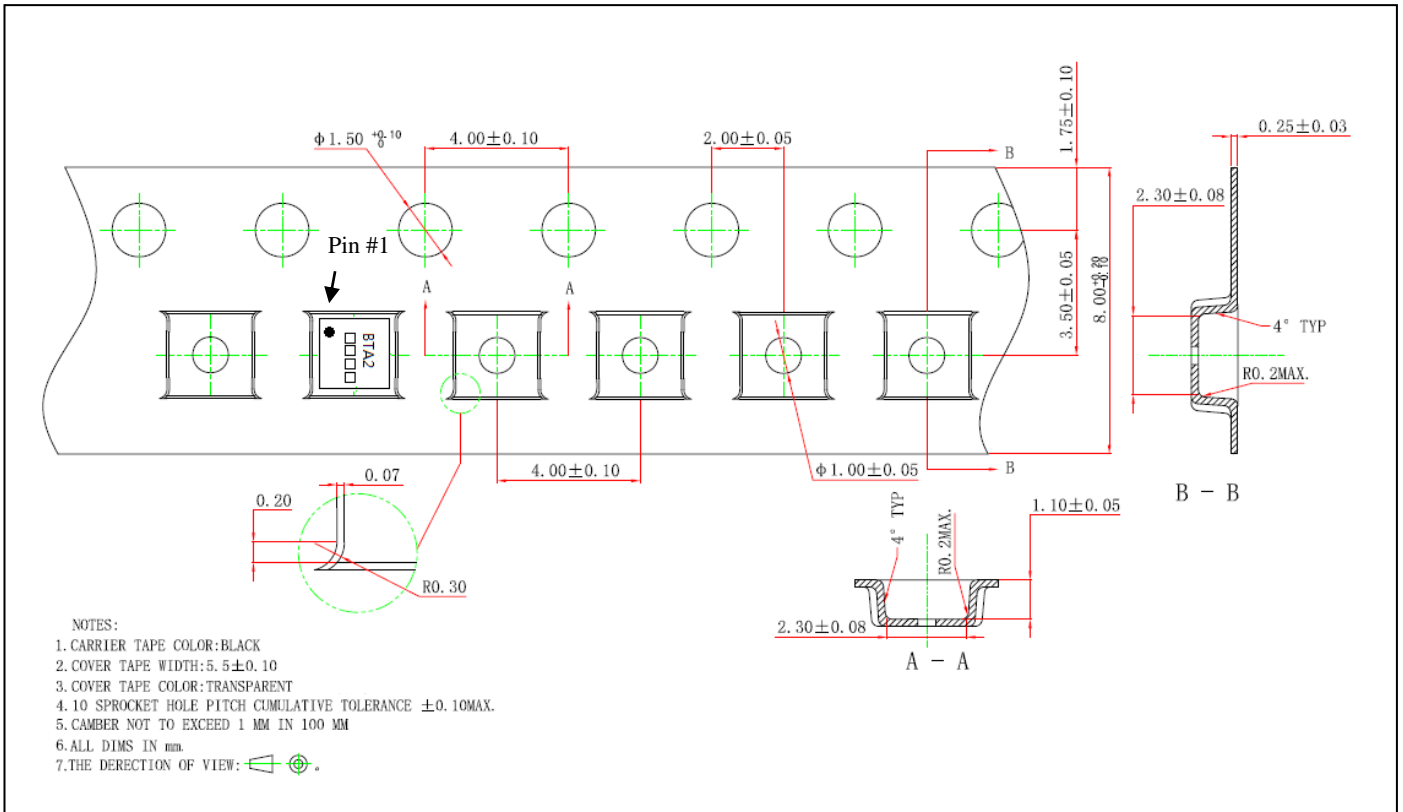 1.75±0.10
0.25±0.03
φ1.50 +0.10 0
4.00±0.10
2.00±0.05
B
2.30±0.08
Pin #1
A
A
3.50±0.05
8.00+0.20 -0.10
4° TYP
BTA2
R0.2MAX.
4.00±0.10
φ1.00±0.05
B
B - B
0.07
0.20
R0.30
4° TYP
R0.2MAX.
1.10±0.05
2.30±0.08
A - A
NOTES:
1.CARRIER TAPE COLOR:BLACK
2.COVER TAPE WIDTH:5.5±0.10
3.COVER TAPE COLOR:TRANSPARENT
4.10 SPROCKET HOLE PITCH CUMULATIVE TOLERANCE ±0.10MAX.
5.CAMBER NOT TO EXCEED 1 MM IN 100 MM
6.ALL DIMS IN mm.
7.THE DERECTION OF VIEW: .